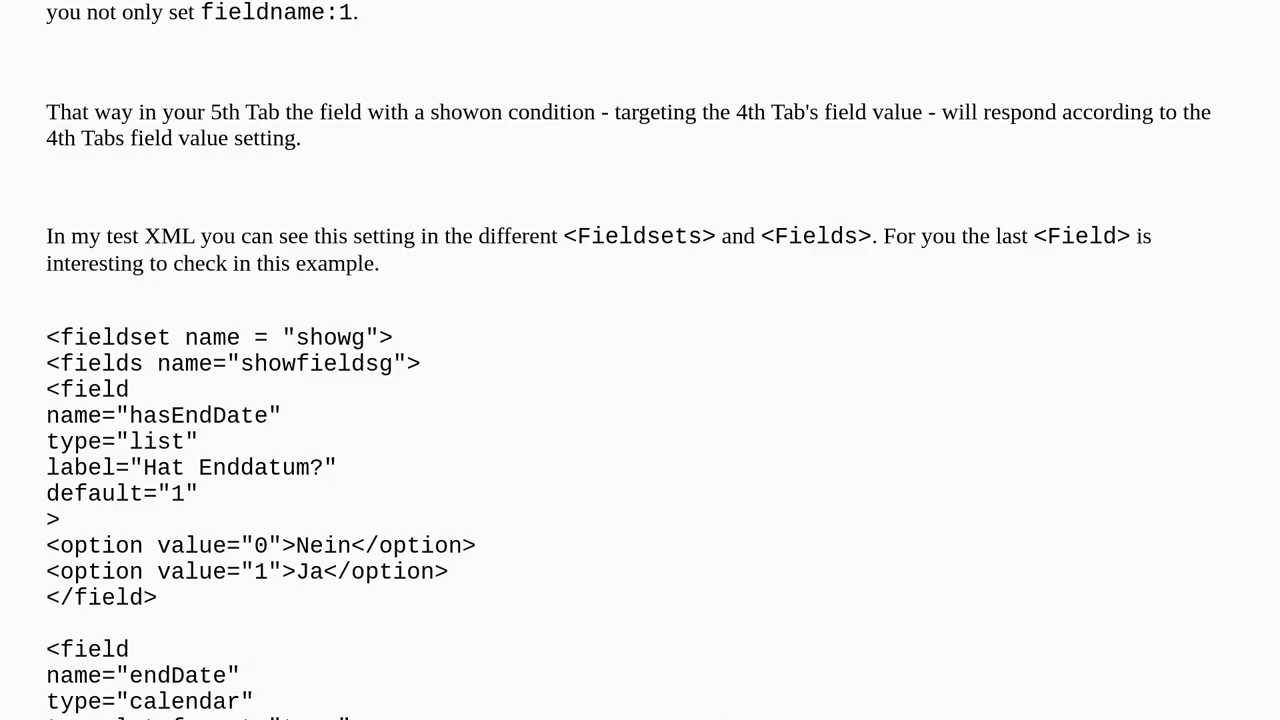 you not only set fieldname:1.
That way in your 5th Tab the field with a showon condition - targeting the 4th Tab's field value - will respond according to the
4th Tabs field value setting.
In my test XML you can see this setting in the different <Fieldsets> and <Fields>. For you the last <Field> is
interesting to check in this example.
<fieldset name = "showg">
<fields name="showfieldsg">
<field
name="hasEndDate"
type="list"
label="Hat Enddatum?"
default="1"
>
<option value="0">Nein</option>
<option value="1">Ja</option>
</field>
<field
name="endDate"
type="calendar"